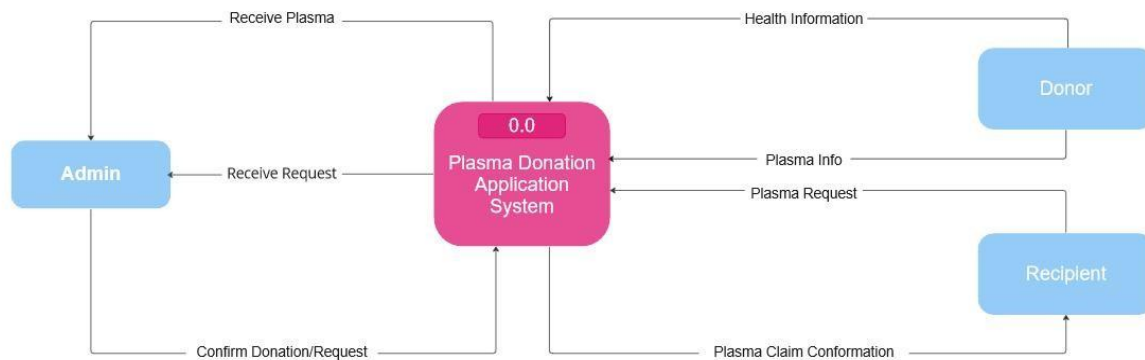 Receive Plasma
Health Information
Donor
0.0
Plasma Donation
Application
System
Admin
Receive Request
Plasma Info
Plasma Request
Recipient
Confirm Donation/Request
Plasma Claim Conformation